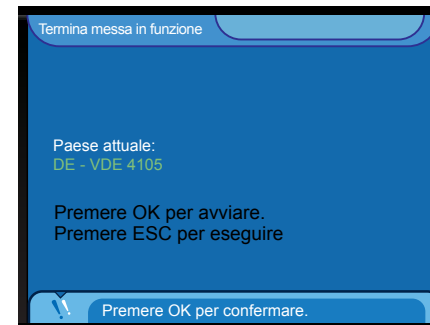 Termina messa in funzione
Paese attuale:
DE - VDE 4105
Premere OK per avviare.
Premere ESC per eseguire
Premere OK per confermare.